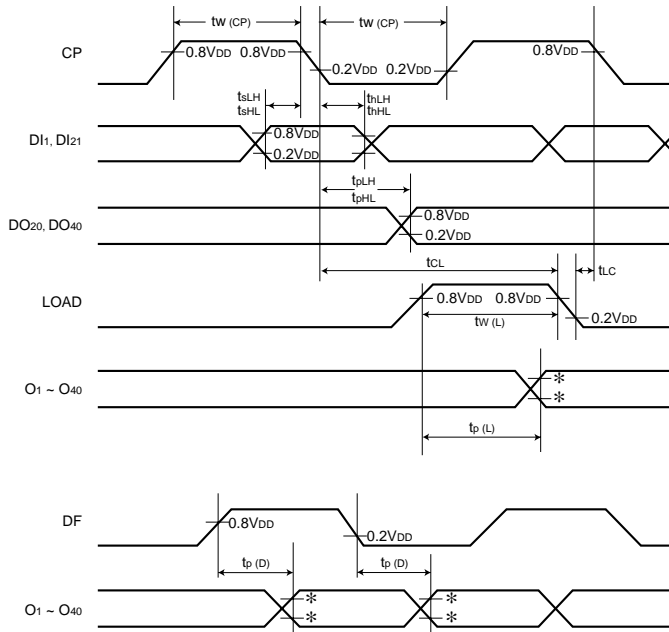 tw (CP) tw (CP)
CP 0.8VDD 0.8VDD 0.8VDD
0.2VDD 0.2VDD
tsLH thLH
tsHL thHL
DI1, DI21 0.8VDD
0.2VDD
tpLH
tpHL
DO20, DO40 0.8VDD
0.2VDD
tCL tLC
LOAD 0.8VDD 0.8VDD
tW (L) 0.2VDD
O1 ~ O40 *
*
tp (L)
DF 0.8VDD 0.2VDD
tp (D) tp (D)
O1 ~ O40 * *
* *